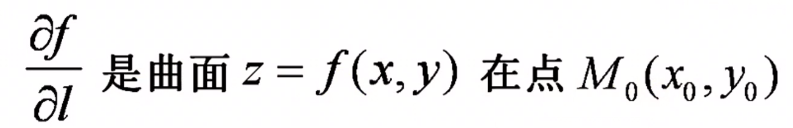 ∂f/∂l 是曲面 z = f(x,y) 在点 M₀(x₀,y₀)